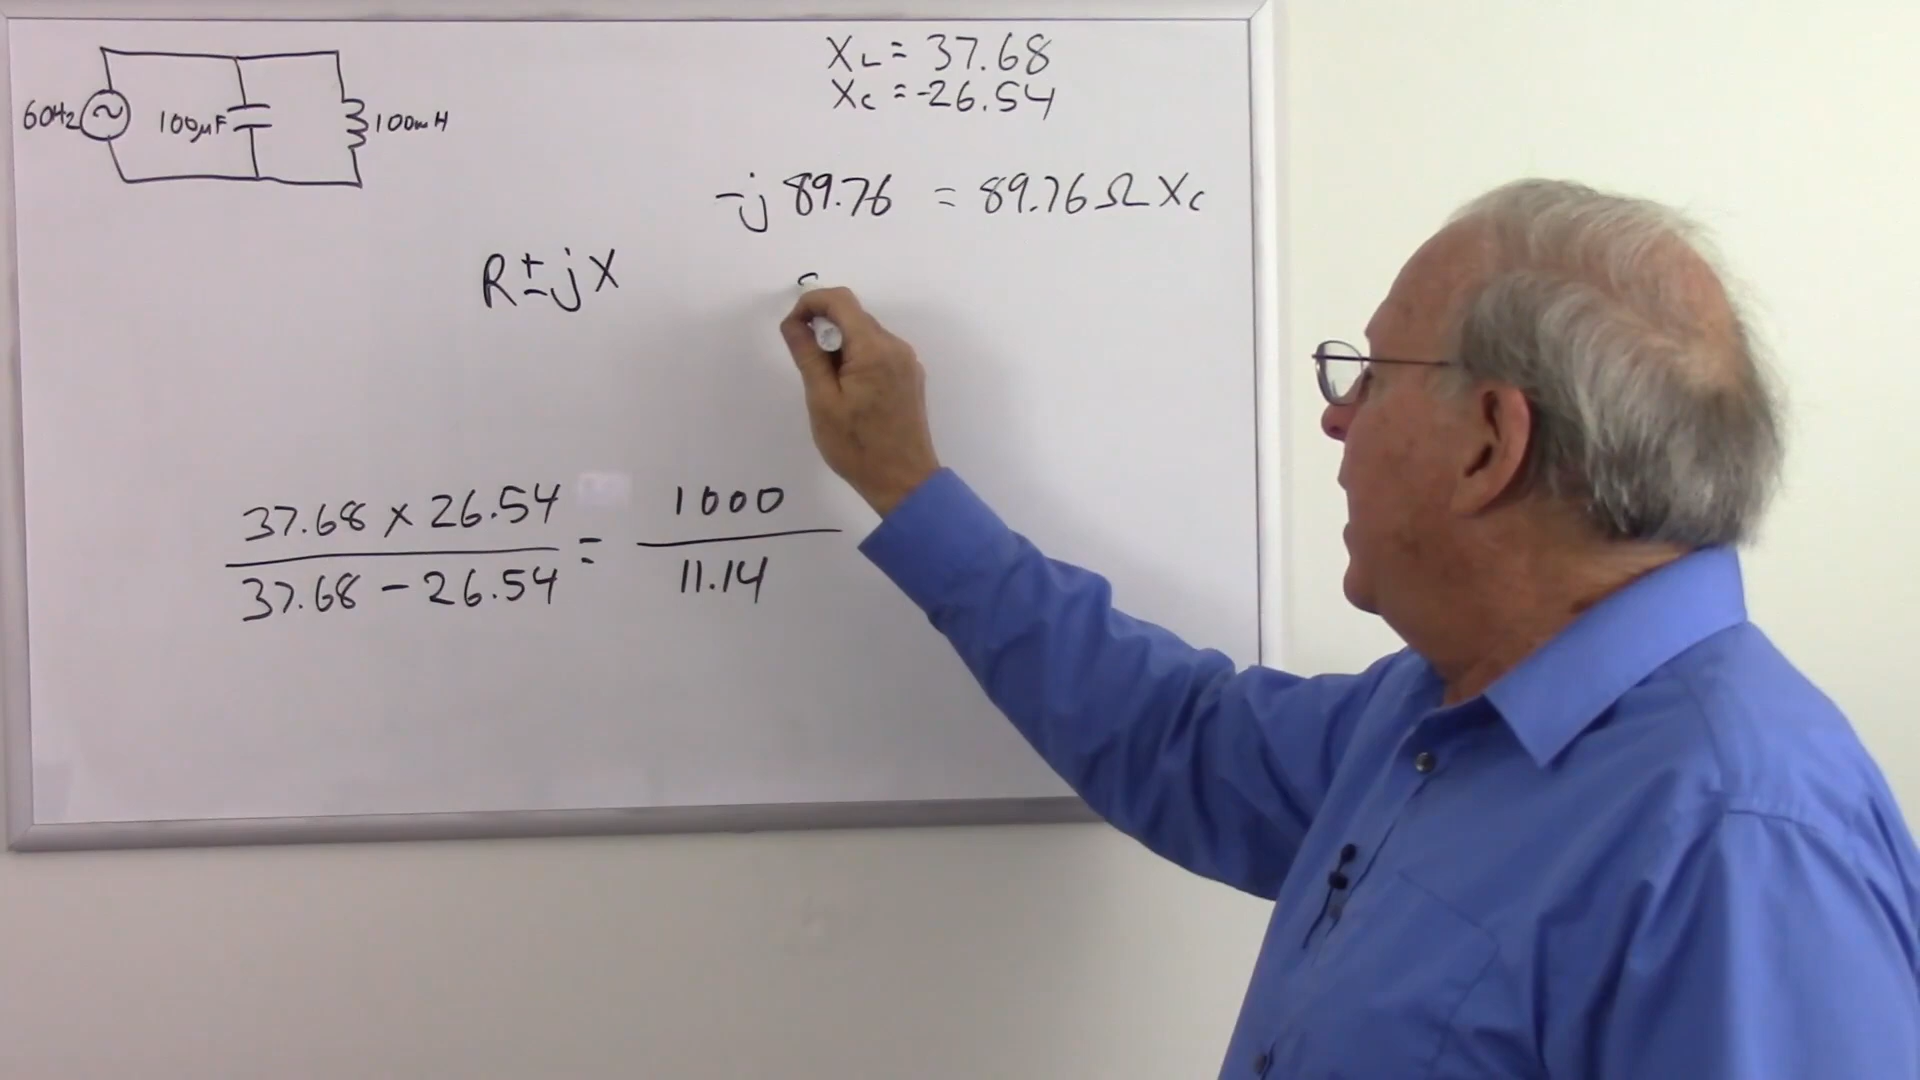 60Hz 100µF 100mH
XL = 37.68
Xc = -26.54
-j 89.76 = 89.76 Ω Xc
R ± jX
37.68 x 26.54 = 1000
37.68 - 26.54 11.14